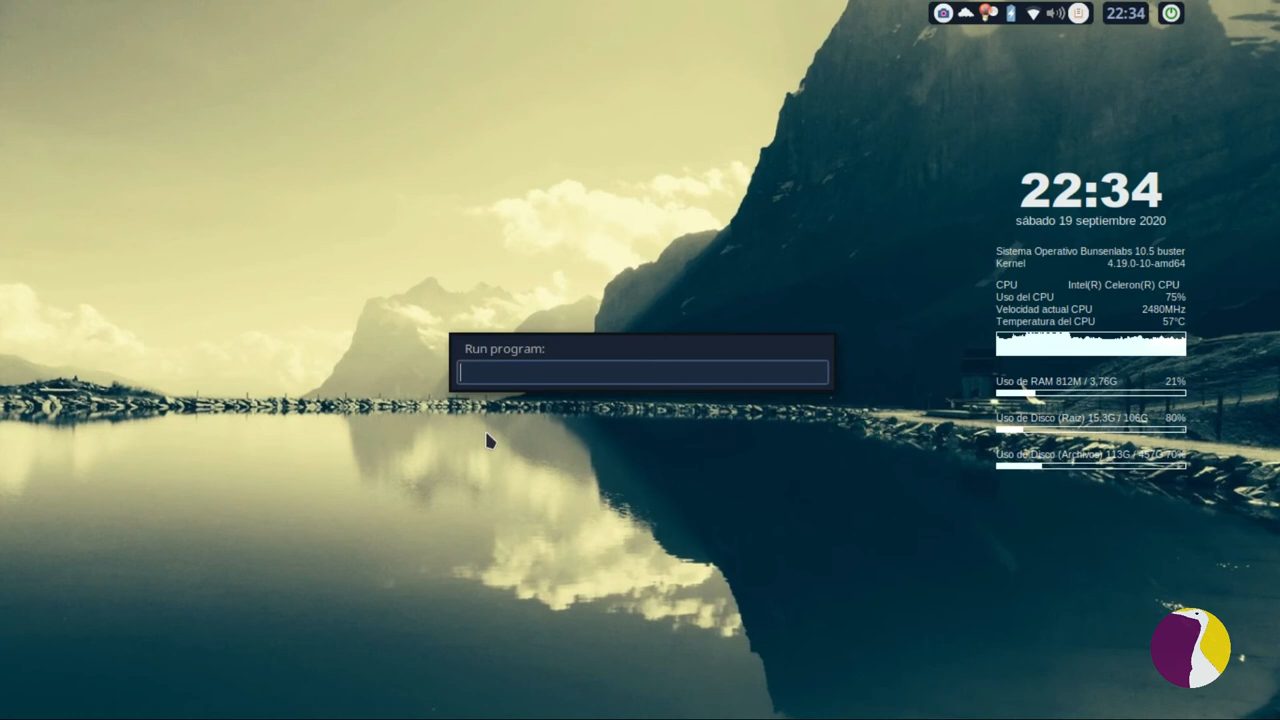 22:34
22:34
sábado 19 septiembre 2020
Sistema Operativo Bunsenlabs 10.5 buster
Kernel 4.19.0-10-amd64
CPU Intel(R) Celeron(R) CPU
Uso del CPU 75%
Velocidad actual CPU 2480MHz
Temperatura del CPU 57°C
Run program:
Uso de RAM 812M / 3,76G 21%
Uso de Disco (Raiz) 15,3G / 106G 80%
Uso de Disco (Archivos) 113G / 457G 70%